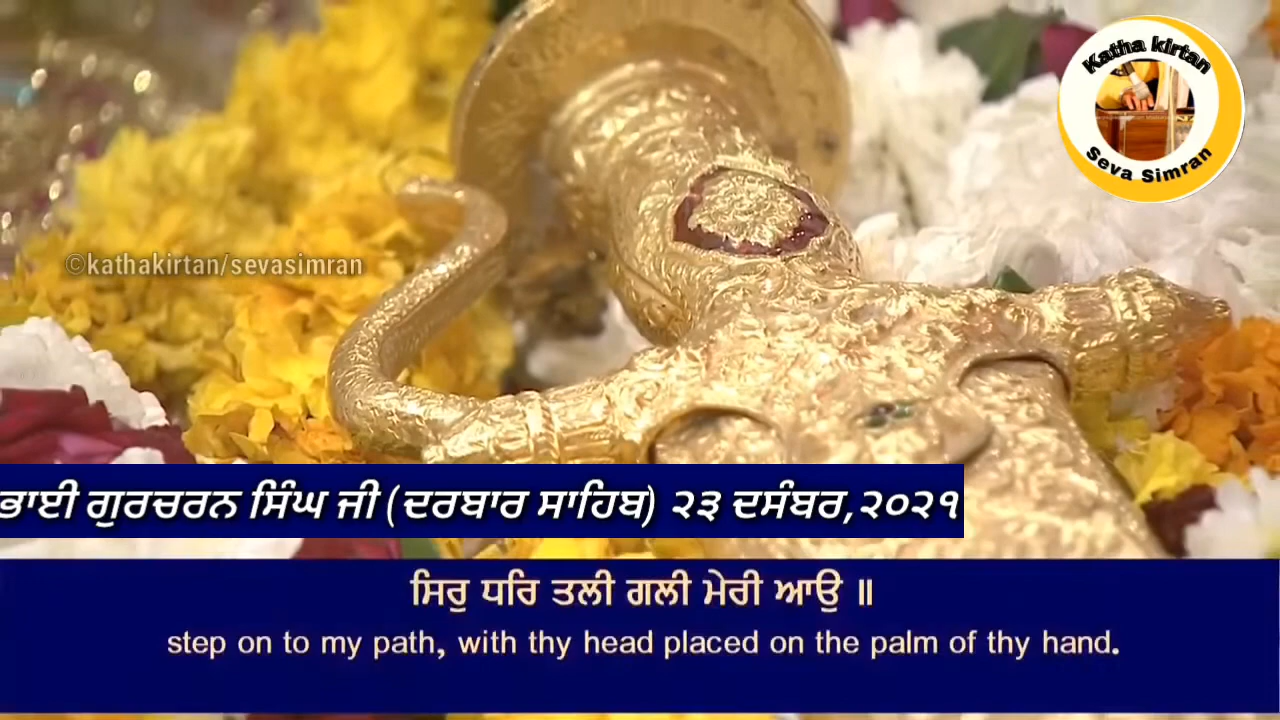 Katha kirtan
Seva Simran
©kathakirtan/sevasimran
ਭਾਈ ਗੁਰਚਰਨ ਸਿੰਘ ਜੀ (ਦਰਬਾਰ ਸਾਹਿਬ) ੨੩ ਦਸੰਬਰ,੨੦੨੧
ਸਿਰੁ ਧਰਿ ਤਲੀ ਗਲੀ ਮੇਰੀ ਆਉ ॥
step on to my path, with thy head placed on the palm of thy hand.